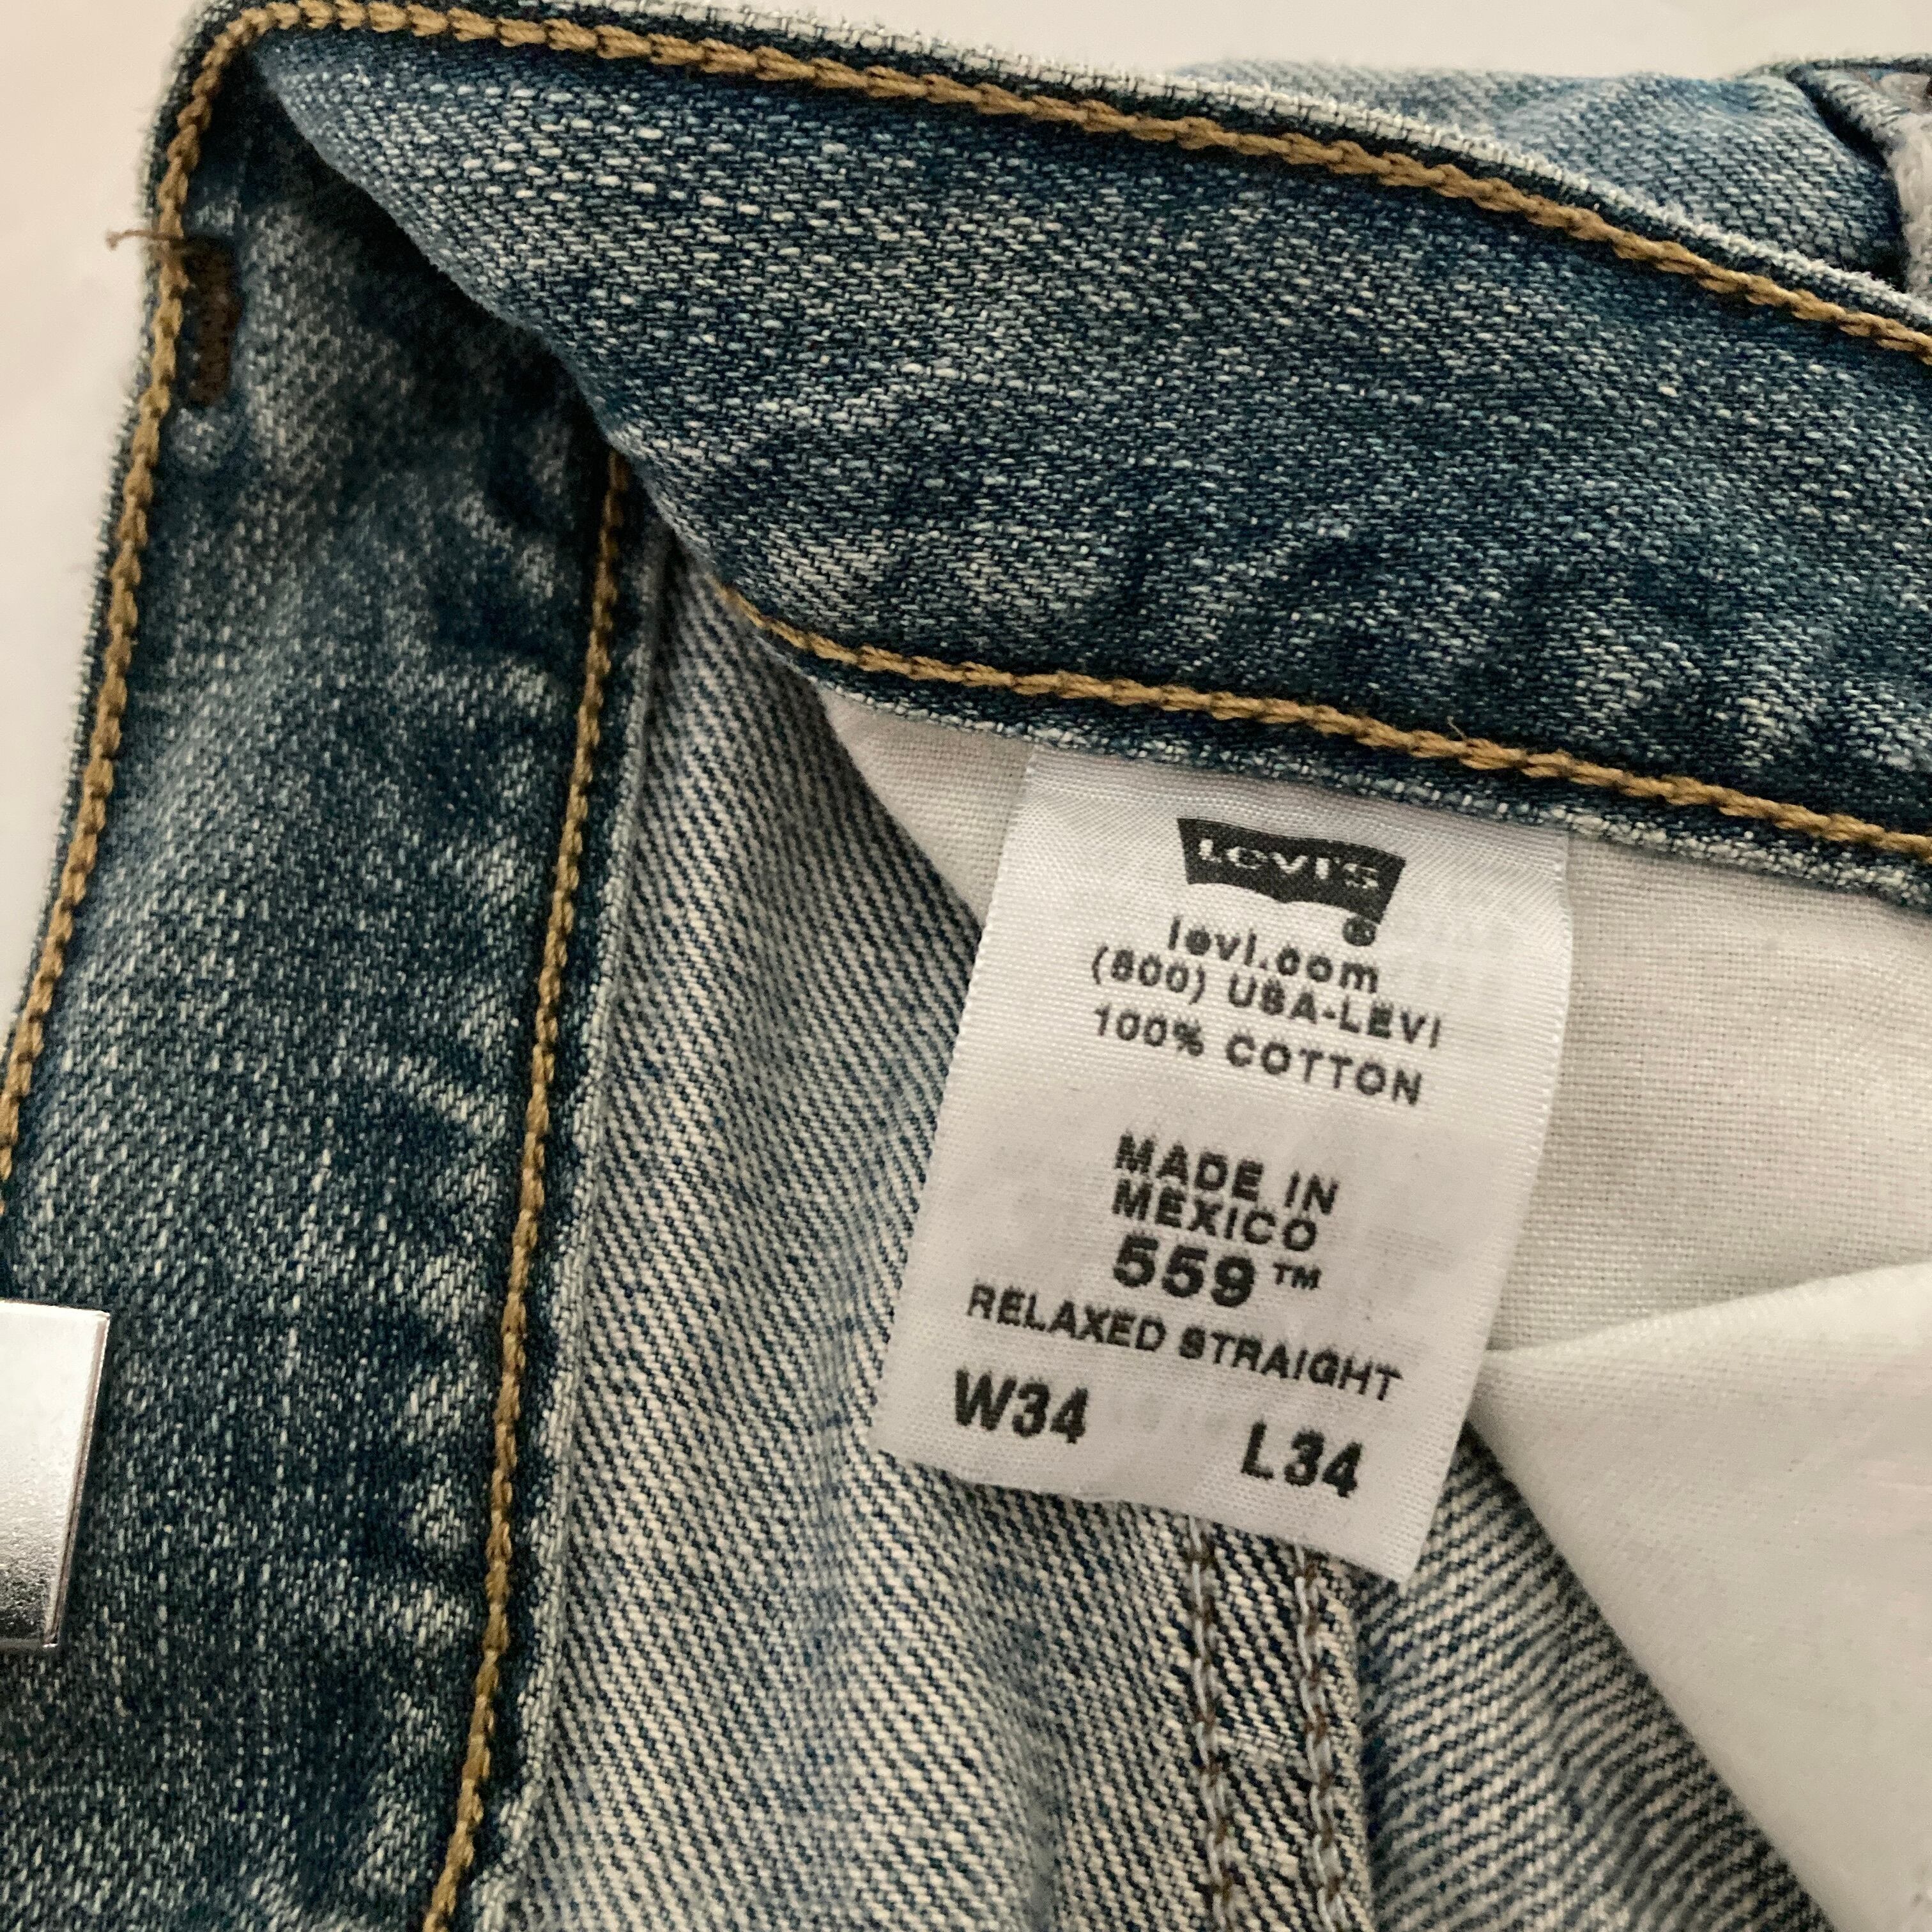 Levi's
®
levi.com
(800) USA-LEVI
100% COTTON
MADE IN
MEXICO
559™
RELAXED STRAIGHT
W34 L34